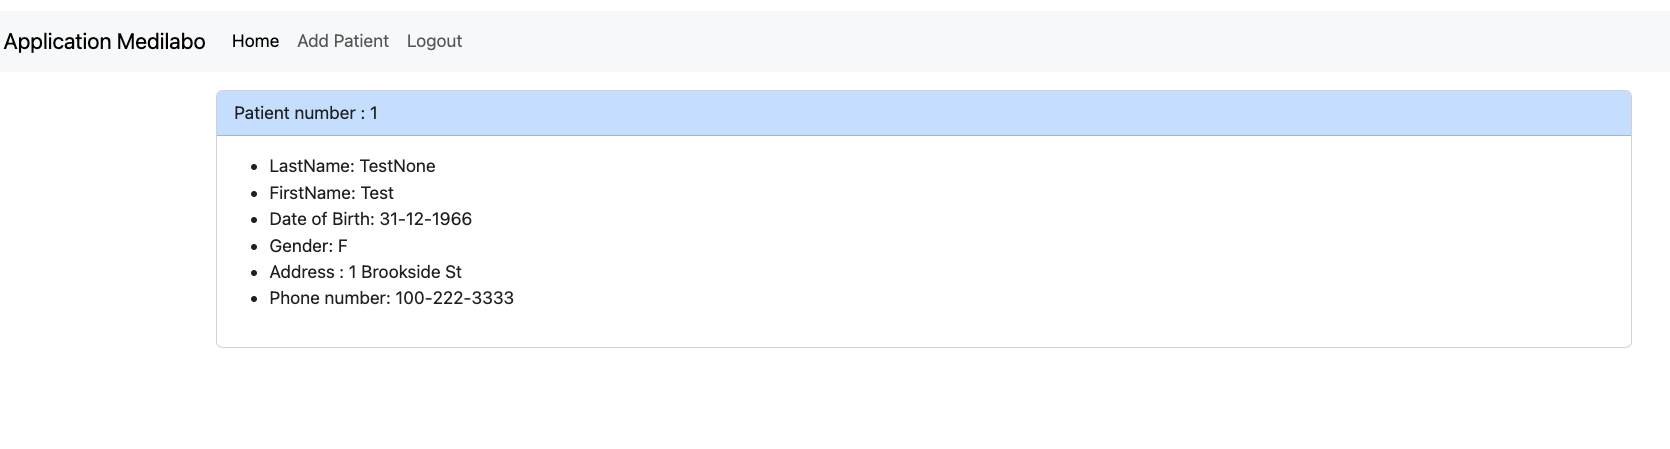 Application Medilabo Home Add Patient Logout
Patient number : 1
LastName: TestNone
FirstName: Test
Date of Birth: 31-12-1966
Gender: F
Address : 1 Brookside St
Phone number: 100-222-3333